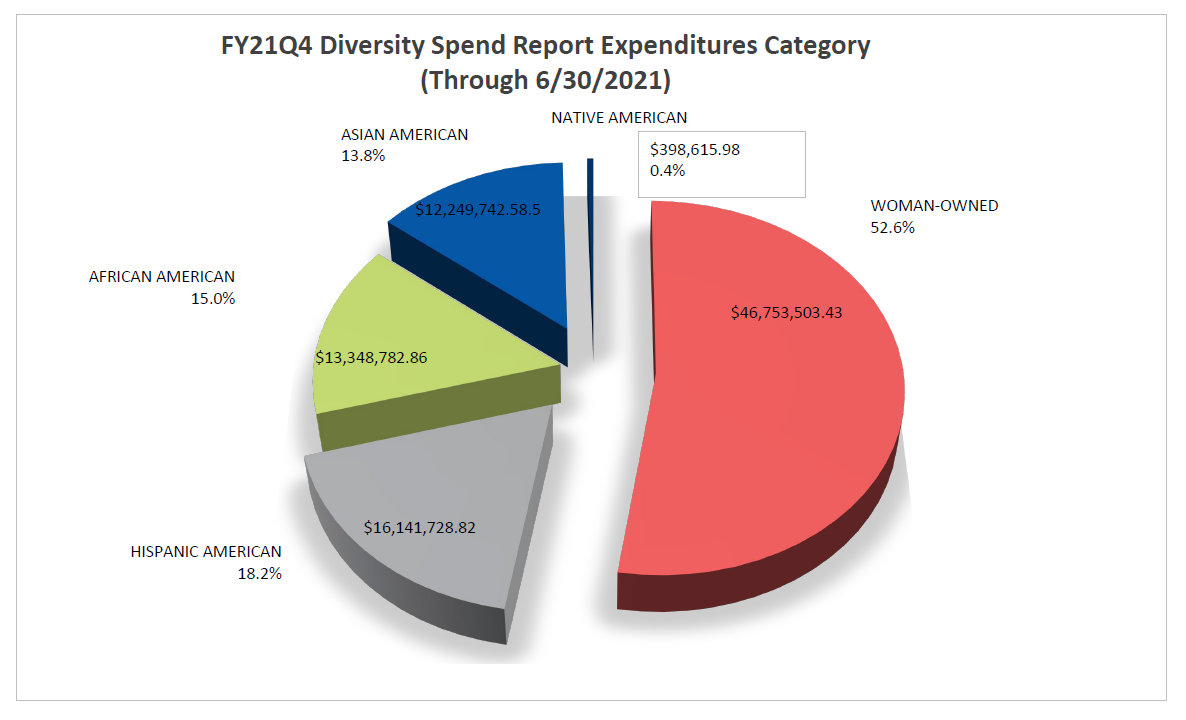 FY21Q4 Diversity Spend Report Expenditures Category
(Through 6/30/2021)
NATIVE AMERICAN
$398,615.98
0.4%
ASIAN AMERICAN
13.8%
$12,249,742.58.5
WOMAN-OWNED
52.6%
$46,753,503.43
AFRICAN AMERICAN
15.0%
$13,348,782.86
$16,141,728.82
HISPANIC AMERICAN
18.2%